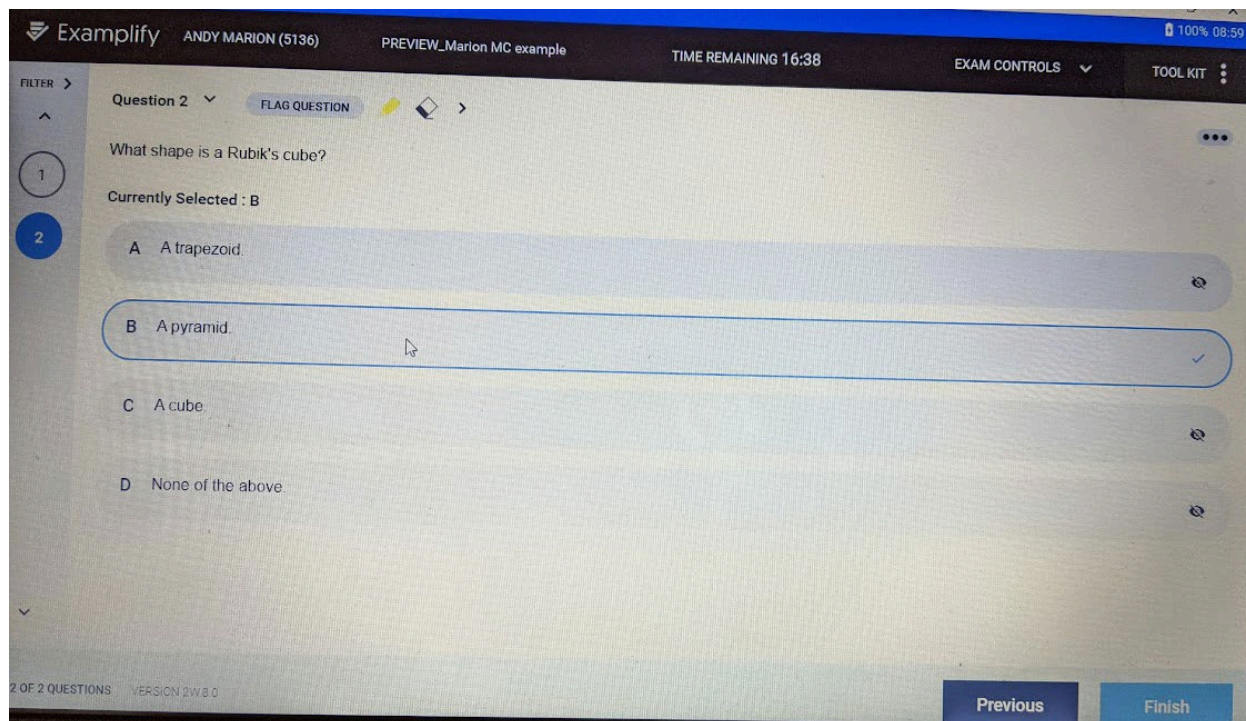 Examplify ANDY MARION (5136) PREVIEW_Marion MC example TIME REMAINING 16:38 EXAM CONTROLS TOOL KIT
100% 08:59
FILTER
Question 2 FLAG QUESTION
What shape is a Rubik's cube?
1
Currently Selected : B
2
A A trapezoid.
B A pyramid.
C A cube.
D None of the above.
2 OF 2 QUESTIONS VERSION 2W.8.0
Previous Finish